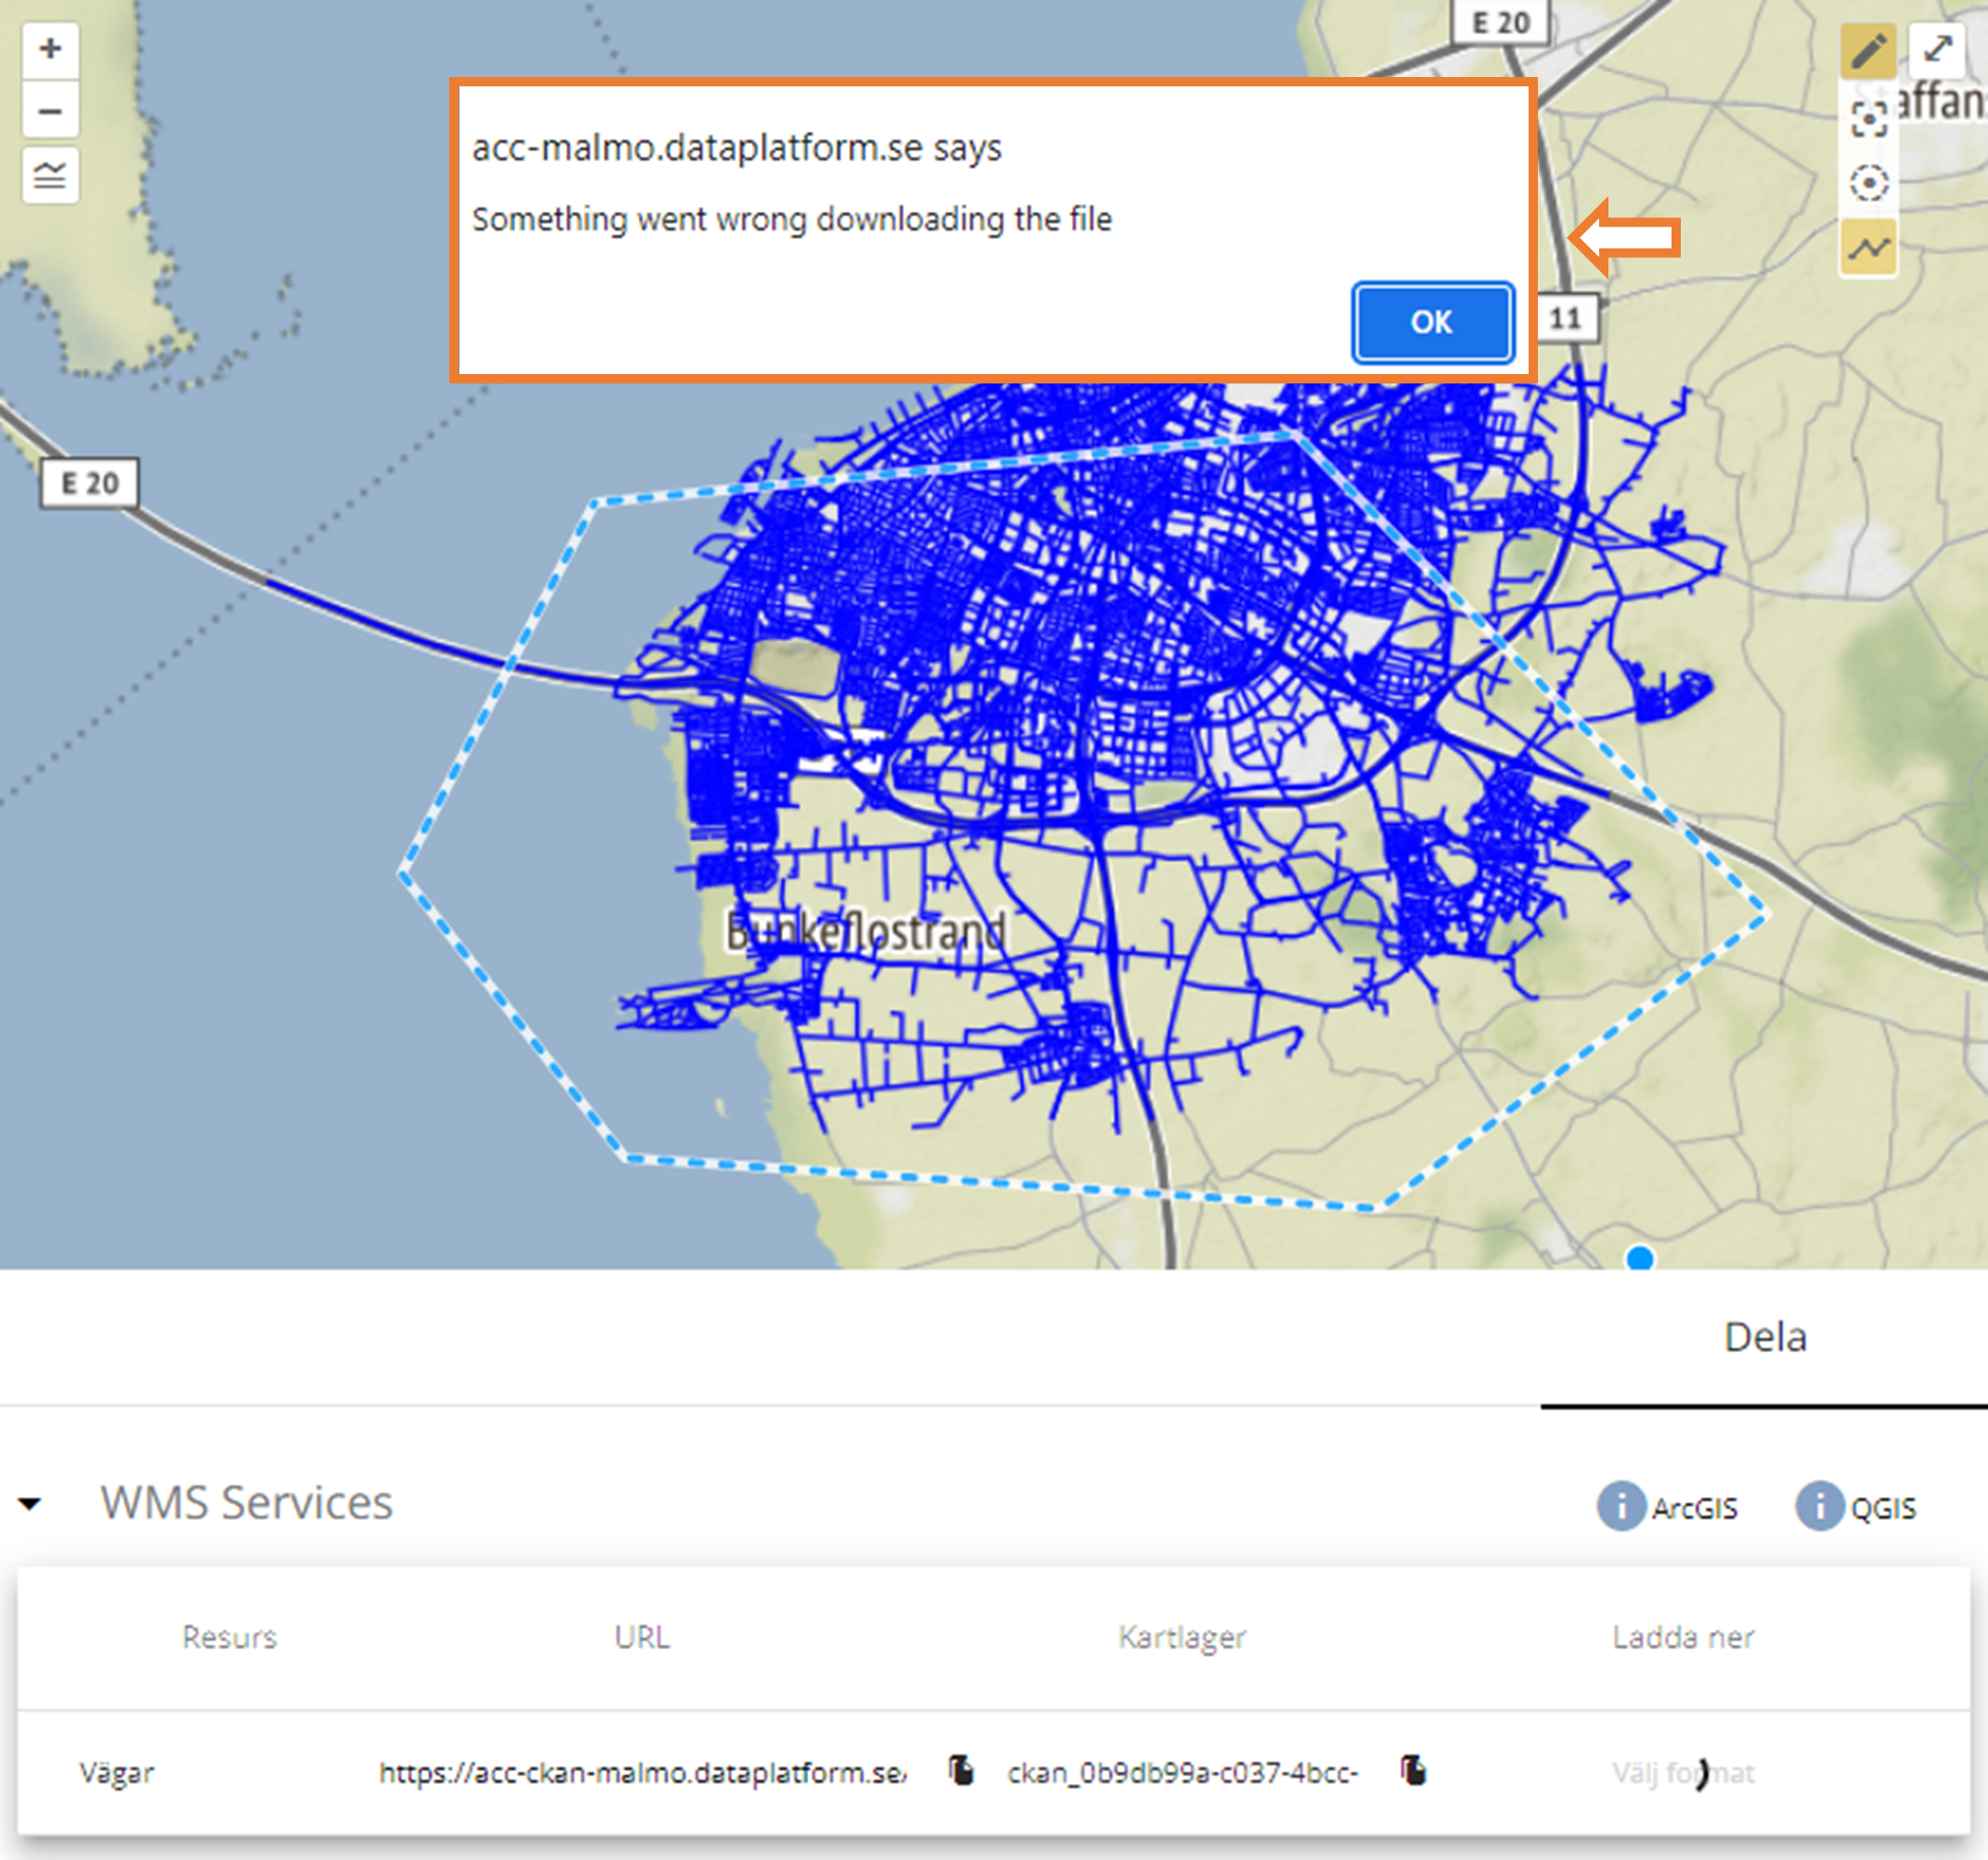 E 20
affan
acc-malmo.dataplatform.se says
Something went wrong downloading the file
OK
11
E 20
Bunkeflostrand
Dela
WMS Services
ArcGIS
QGIS
Resurs URL Kartlager Ladda ner
Vägar https://acc-ckan-malmo.dataplatform.se/ ckan_0b9db99a-c037-4bcc- Välj format